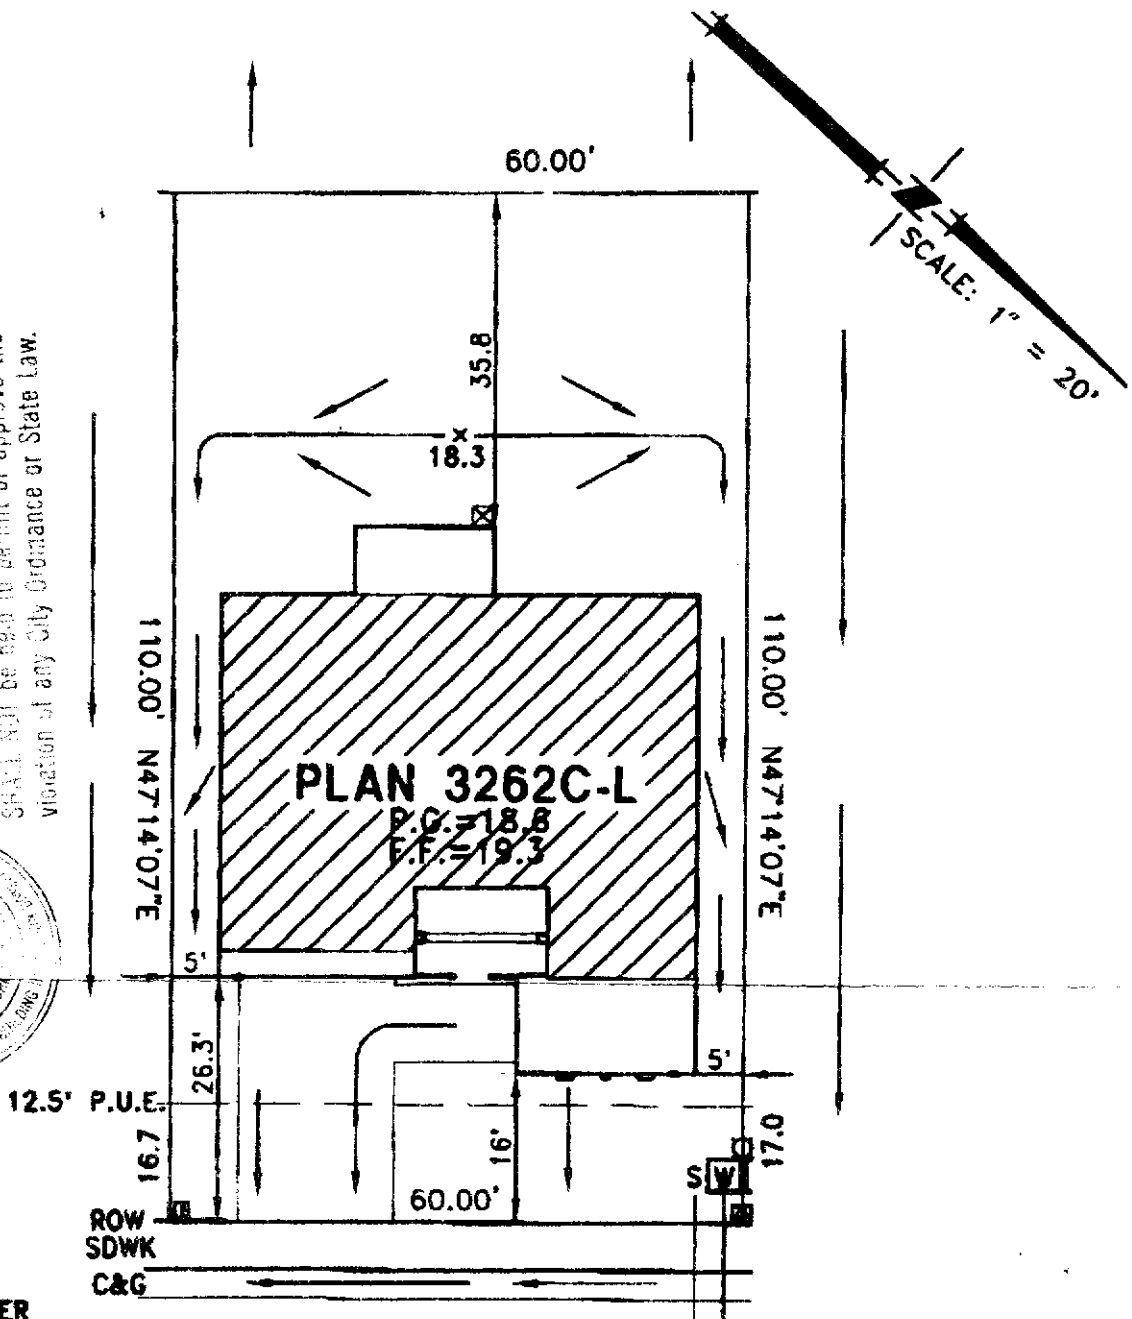 60.00'
SCALE: 1" = 20'
35.8
18.3
violation of any City Ordinance or State Law.
110.00' N47°14'07"E
110.00' N47°14'07"E
PLAN 3262C-L
P.G.=18.8
F.F.=19.3
5'
26.3'
5'
12.5' P.U.E.
16.7
16'
17.0
S W
60.00'
ROW
SDWK
C&G
ER